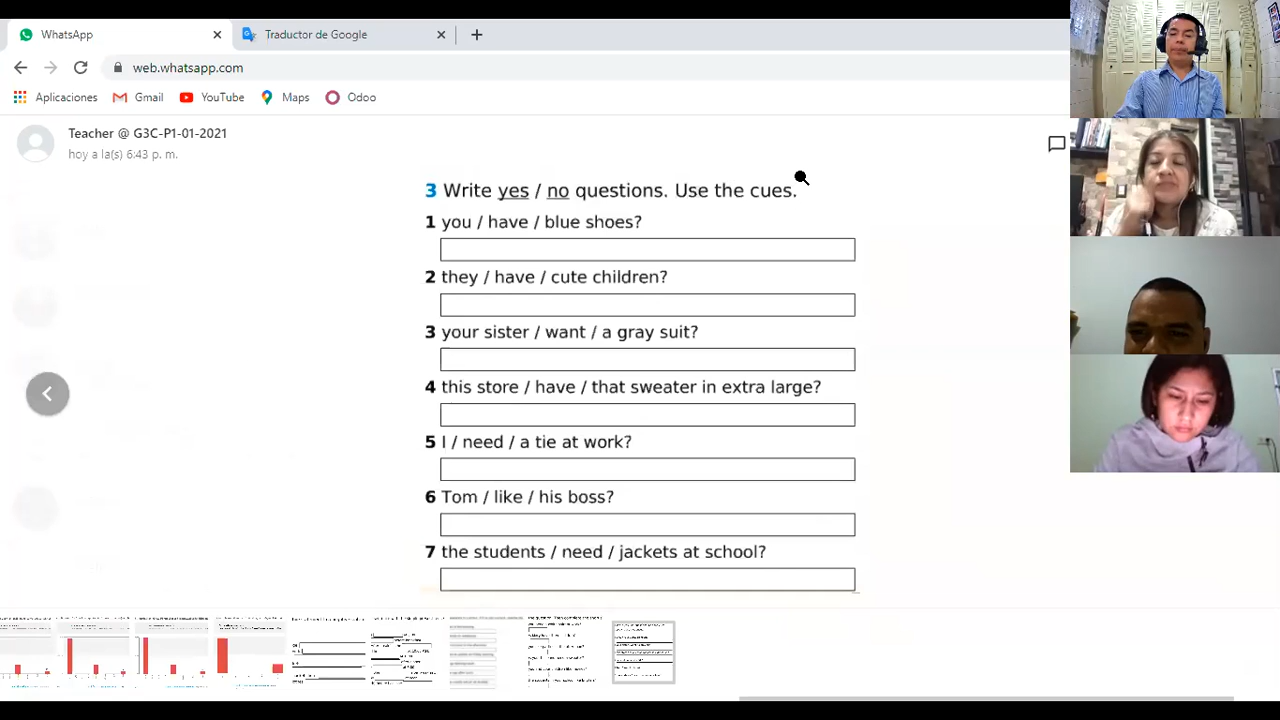 WhatsApp
Traductor de Google
web.whatsapp.com
Aplicaciones
Gmail
YouTube
Maps
Odoo
Teacher @ G3C-P1-01-2021
hoy a la(s) 6:43 p. m.
3 Write yes / no questions. Use the cues.
1 you / have / blue shoes?
2 they / have / cute children?
3 your sister / want / a gray suit?
4 this store / have / that sweater in extra large?
5 I / need / a tie at work?
6 Tom / like / his boss?
7 the students / need / jackets at school?